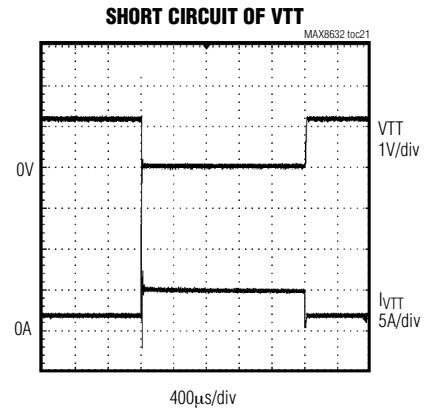 SHORT CIRCUIT OF VTT
MAX8632 toc21
VTT
1V/div
0V
IVTT
5A/div
0A
400µs/div